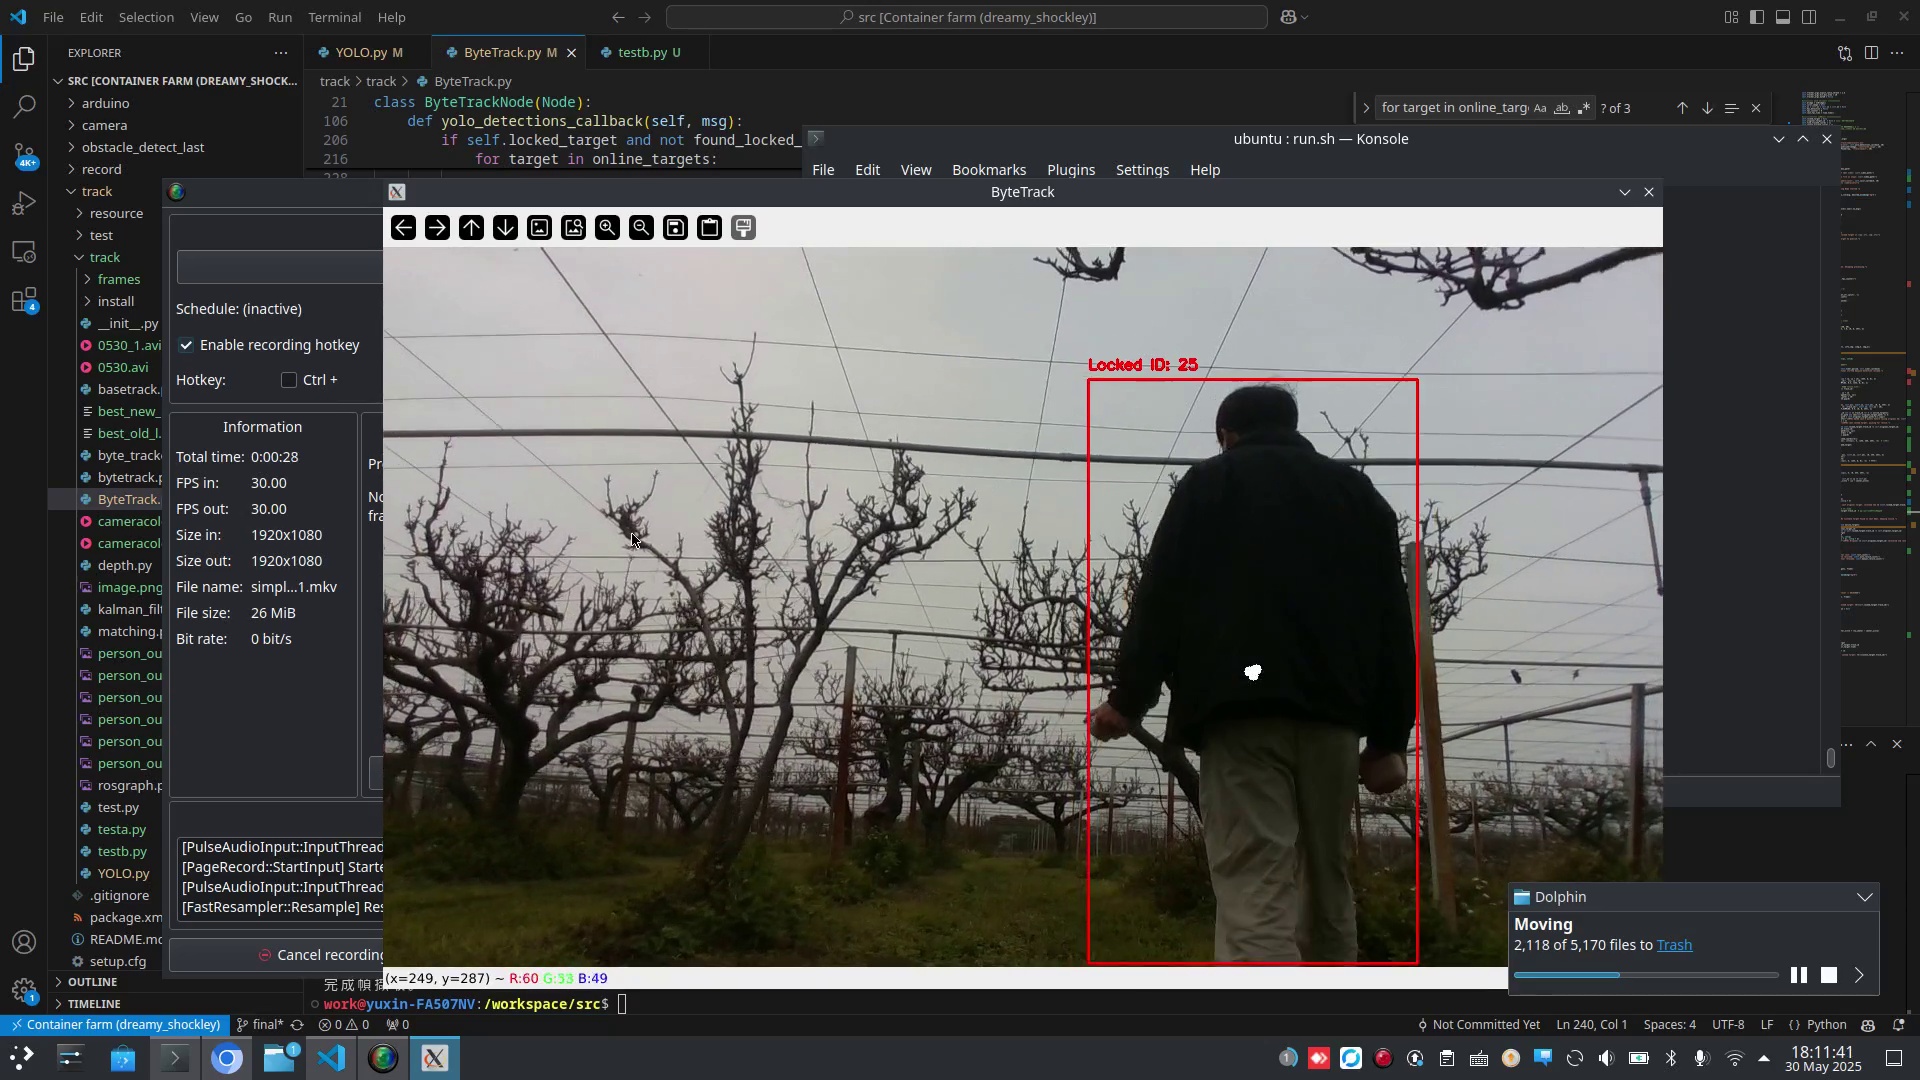 File Edit Selection View Go Run Terminal Help
src [Container farm (dreamy_shockley)]
EXPLORER
YOLO.py M
ByteTrack.py M
testb.py U
SRC [CONTAINER FARM (DREAMY_SHOCK...
track > track > ByteTrack.py
arduino
camera
obstacle_detect_last
record
track
resource
test
track
frames
install
__init__.py
0530_1.avi
0530.avi
basetrack.
best_new_
best_old_l.
byte_track
bytetrack.p
ByteTrack.
cameracol
cameracol
depth.py
image.png
kalman_filt
matching.p
person_ou
person_ou
person_ou
person_ou
person_ou
person_ou
rosgraph.p
test.py
testa.py
testb.py
YOLO.py
.gitignore
package.xm
README.md
setup.cfg
OUTLINE
TIMELINE
4K+
4
1
21 class ByteTrackNode(Node):
106 def yolo_detections_callback(self, msg):
206 if self.locked_target and not found_locked_
216 for target in online_targets:
for target in online_targ
Aa ab
? of 3
ubuntu : run.sh — Konsole
File Edit View Bookmarks Plugins Settings Help
ByteTrack
Schedule: (inactive)
Enable recording hotkey
Hotkey: Ctrl +
Information
Total time: 0:00:28
FPS in: 30.00
FPS out: 30.00
Size in: 1920x1080
Size out: 1920x1080
File name: simpl...1.mkv
File size: 26 MiB
Bit rate: 0 bit/s
Pr
No
fra
[PulseAudioInput::InputThread
[PageRecord::StartInput] Starte
[PulseAudioInput::InputThread
[FastResampler::Resample] Res
Cancel recording
Locked ID: 25
(x=249, y=287) ~ R:60 G:53 B:49
work@yuxin-FA507NV:/workspace/src$
Dolphin
Moving
2,118 of 5,170 files to Trash
Container farm (dreamy_shockley) final* 0 0 0
Not Committed Yet Ln 240, Col 1 Spaces: 4 UTF-8 LF {} Python
1
1
18:11:41
30 May 2025